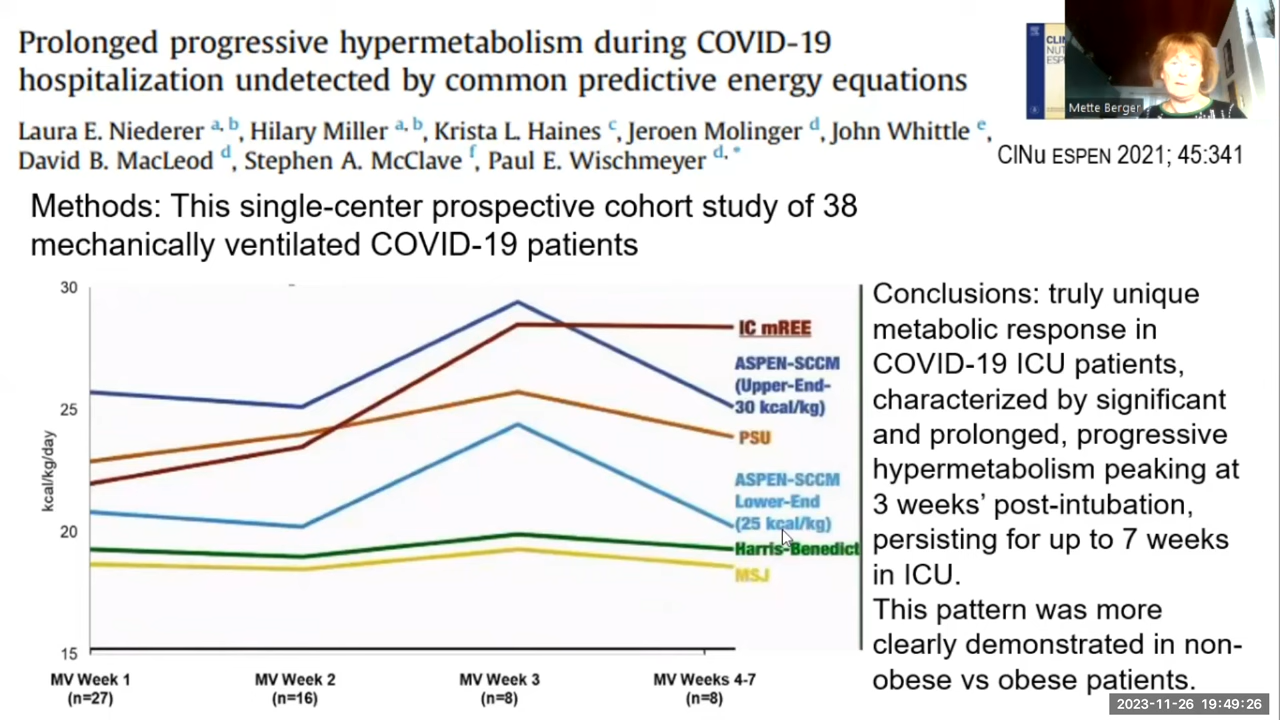 Prolonged progressive hypermetabolism during COVID-19
hospitalization undetected by common predictive energy equations
Laura E. Niederer a, b, Hilary Miller a, b, Krista L. Haines c, Jeroen Molinger d, John Whittle e,
David B. MacLeod d, Stephen A. McClave f, Paul E. Wischmeyer d, *
Mette Berger
ClNu ESPEN 2021; 45:341
Methods: This single-center prospective cohort study of 38
mechanically ventilated COVID-19 patients
kcal/kg/day
30
25
20
15
IC mREE
ASPEN-SCCM
(Upper-End-
30 kcal/kg)
PSU
ASPEN-SCCM
Lower-End
(25 kcal/kg)
Harris-Benedict
MSJ
MV Week 1
(n=27)
MV Week 2
(n=16)
MV Week 3
(n=8)
MV Weeks 4-7
(n=8)
Conclusions: truly unique
metabolic response in
COVID-19 ICU patients,
characterized by significant
and prolonged, progressive
hypermetabolism peaking at
3 weeks’ post-intubation,
persisting for up to 7 weeks
in ICU.
This pattern was more
clearly demonstrated in non-
obese vs obese patients.
2023-11-26 19:49:26